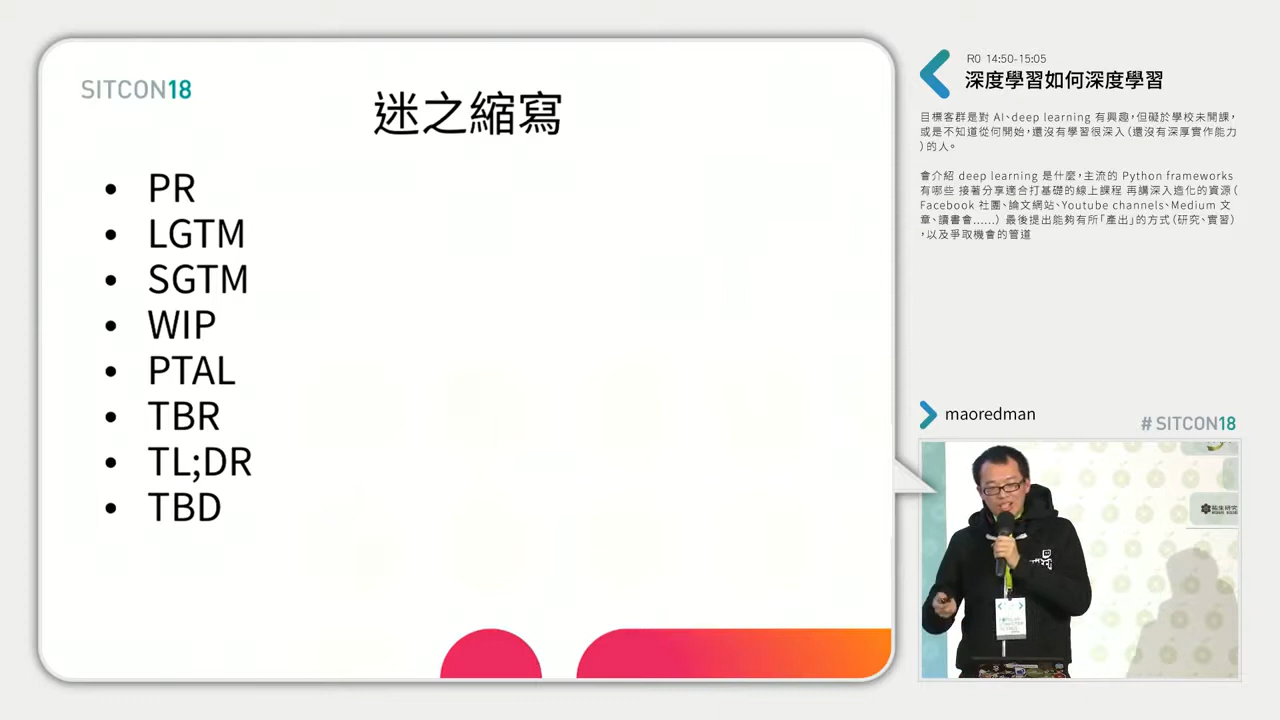 SITCON18
迷之縮寫
• PR
• LGTM
• SGTM
• WIP
• PTAL
• TBR
• TL;DR
• TBD
R0 14:50-15:05
深度學習如何深度學習
目標客群是對 AI、deep learning 有興趣，但礙於學校未開課，
或是不知道從何開始，還沒有學習很深入（還沒有深厚實作能力
）的人。
會介紹 deep learning 是什麼，主流的 Python frameworks
有哪些 接著分享適合打基礎的線上課程 再講深入造化的資源（
Facebook 社團、論文網站、Youtube channels、Medium 文
章、讀書會......） 最後提出能夠有所「產出」的方式（研究、實習）
，以及爭取機會的管道
maoredman
# SITCON18